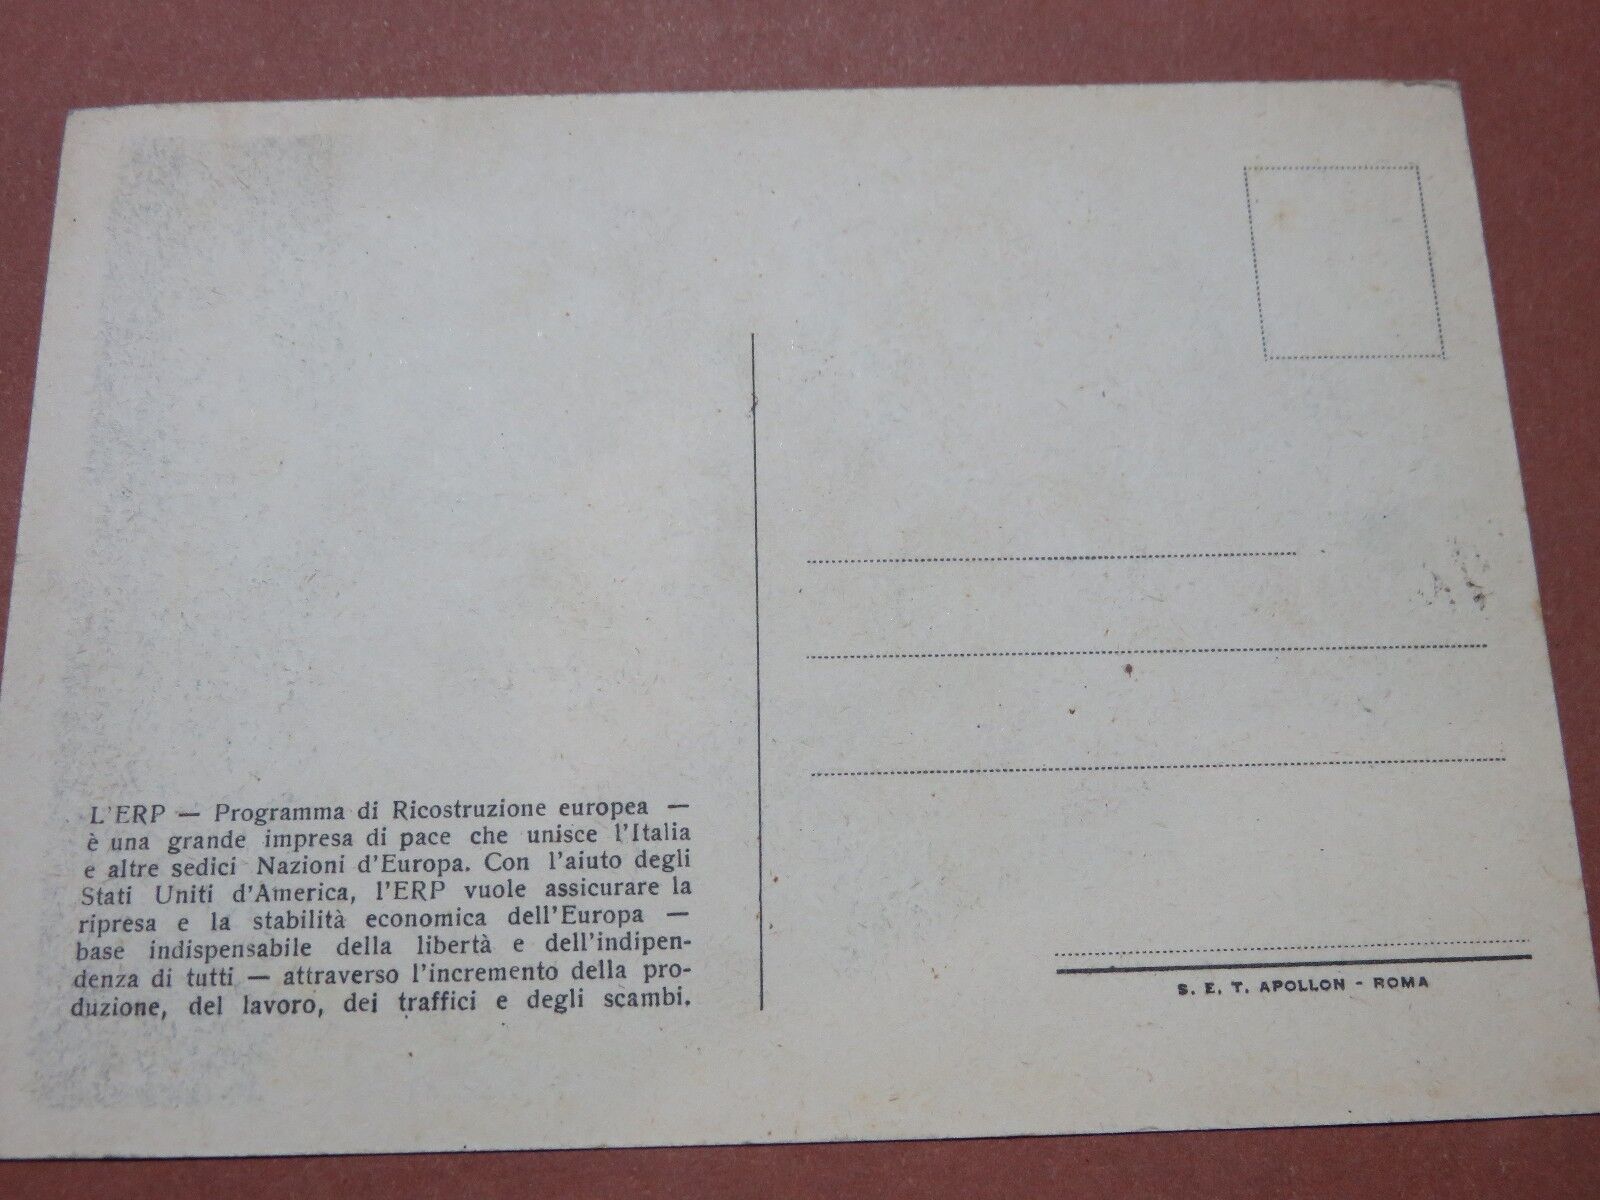 L'ERP — Programma di Ricostruzione europea —
è una grande impresa di pace che unisce l'Italia
e altre sedici Nazioni d'Europa. Con l'aiuto degli
Stati Uniti d'America, l'ERP vuole assicurare la
ripresa e la stabilità economica dell'Europa —
base indispensabile della libertà e dell'indipen-
denza di tutti — attraverso l'incremento della pro-
duzione, del lavoro, dei traffici e degli scambi.
S. E. T. APOLLON - ROMA